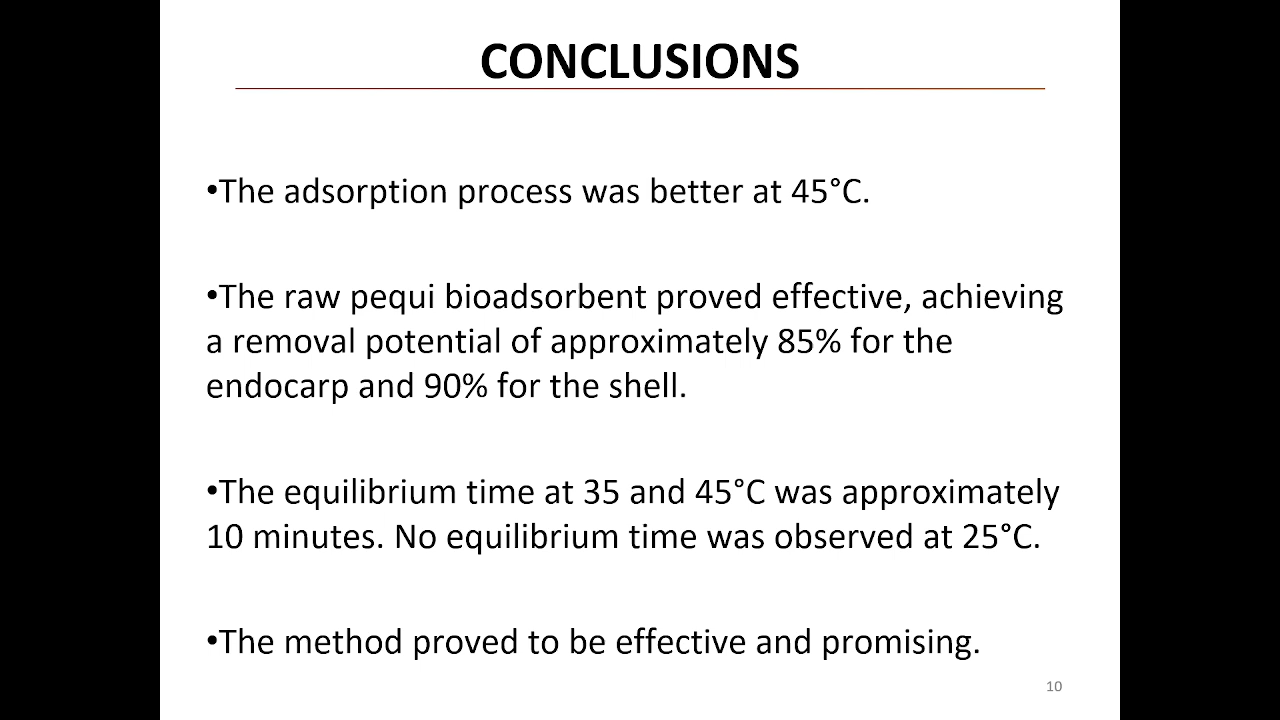 CONCLUSIONS
•The adsorption process was better at 45°C.
•The raw pequi bioadsorbent proved effective, achieving
a removal potential of approximately 85% for the
endocarp and 90% for the shell.
•The equilibrium time at 35 and 45°C was approximately
10 minutes. No equilibrium time was observed at 25°C.
•The method proved to be effective and promising.
10